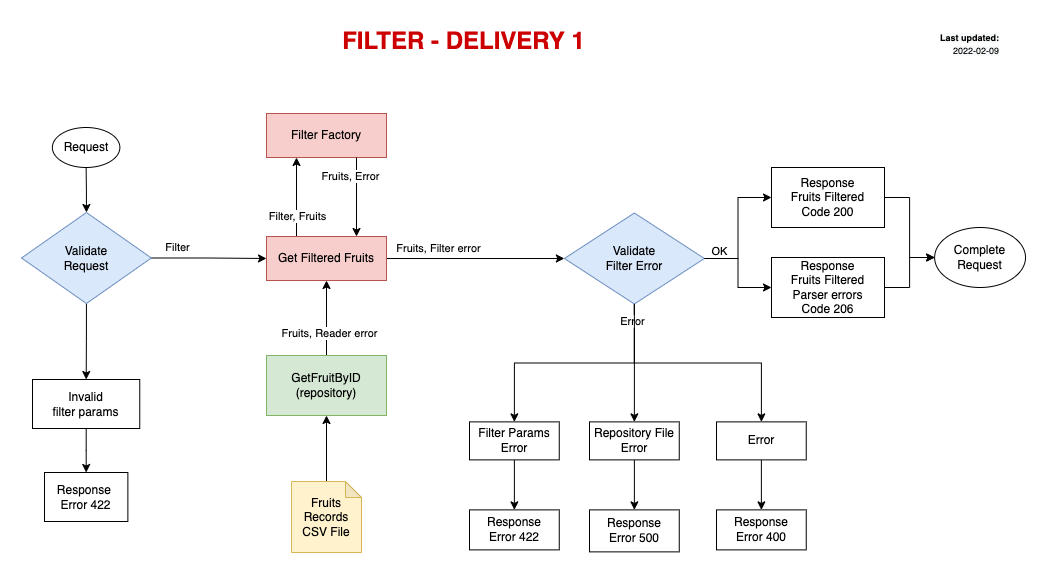 FILTER - DELIVERY 1
Last updated:
2022-02-09
Request
Validate
Request
Filter
Invalid
filter params
Response
Error 422
Filter Factory
Fruits, Error
Filter, Fruits
Get Filtered Fruits
Fruits, Reader error
GetFruitByID
(repository)
Fruits
Records
CSV File
Fruits, Filter error
Validate
Filter Error
OK
Response
Fruits Filtered
Code 200
Response
Fruits Filtered
Parser errors
Code 206
Complete
Request
Error
Filter Params
Error
Repository File
Error
Error
Response
Error 422
Response
Error 500
Response
Error 400